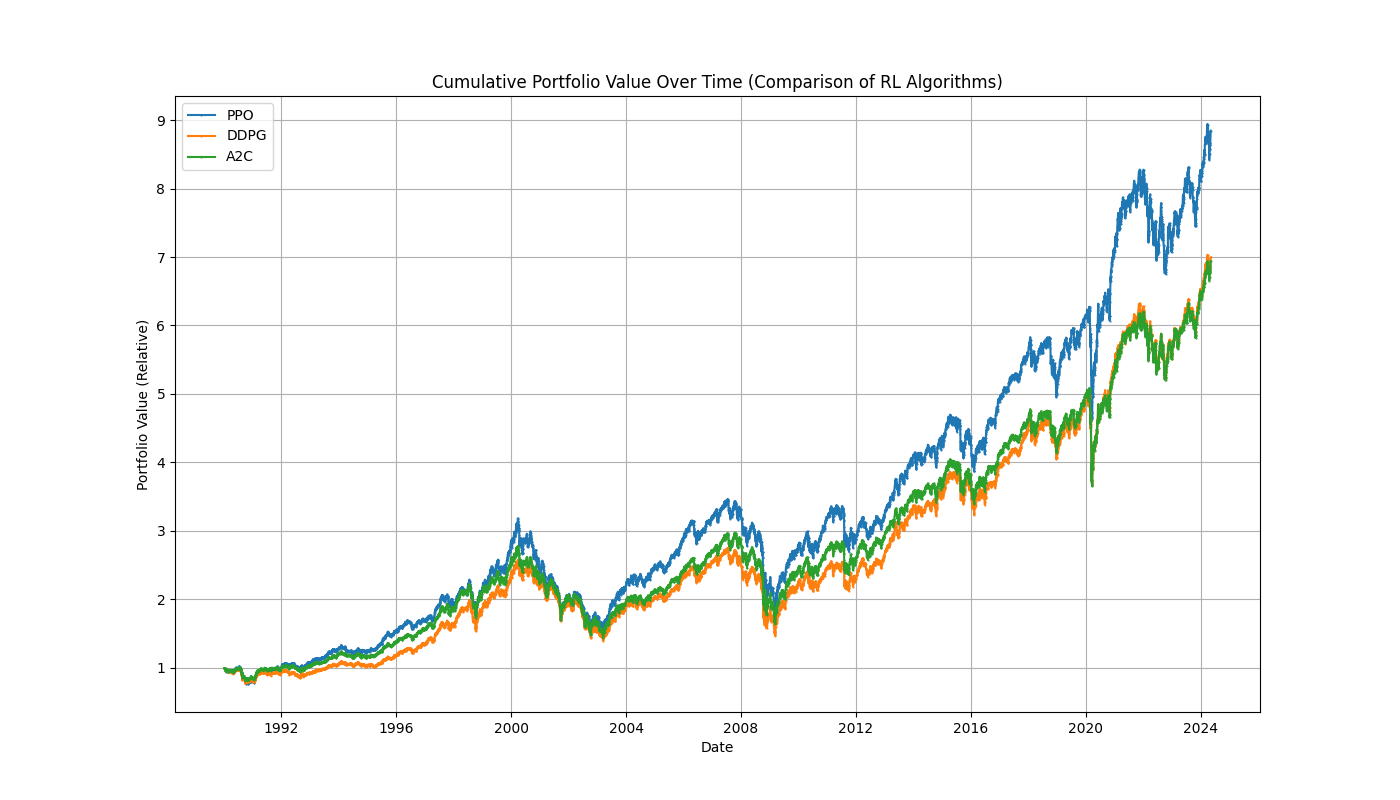 Cumulative Portfolio Value Over Time (Comparison of RL Algorithms)
PPO
DDPG
A2C
Portfolio Value (Relative)
9
8
7
6
5
4
3
2
1
1992 1996 2000 2004 2008 2012 2016 2020 2024
Date